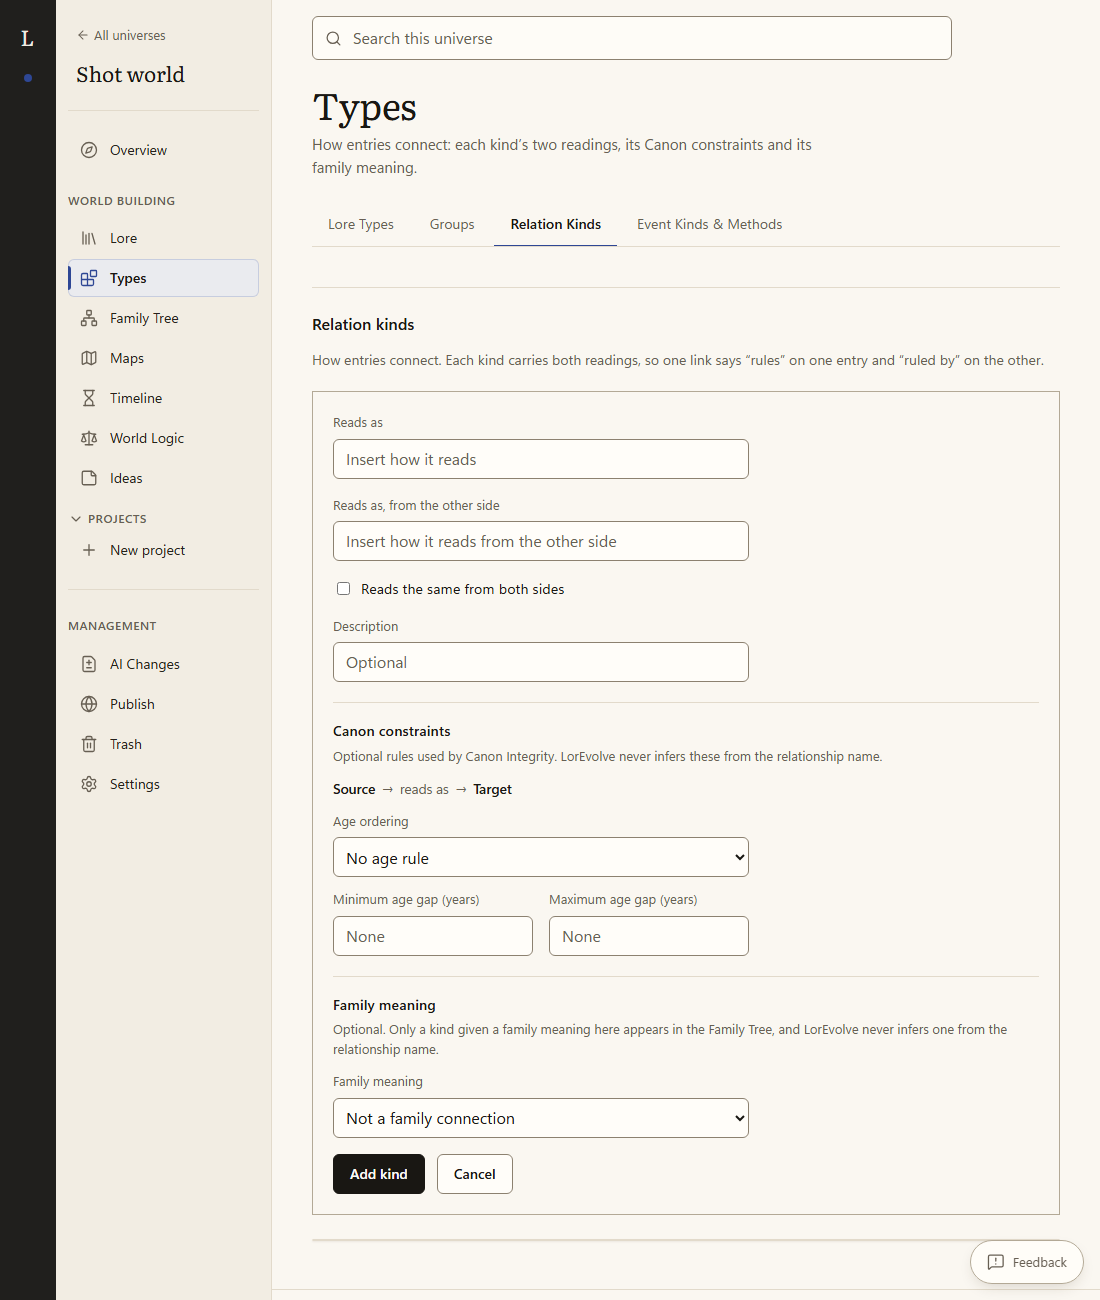 L
← All universes
Shot world
Overview
WORLD BUILDING
Lore
Types
Family Tree
Maps
Timeline
World Logic
Ideas
PROJECTS
New project
MANAGEMENT
AI Changes
Publish
Trash
Settings
Search this universe
Types
How entries connect: each kind’s two readings, its Canon constraints and its
family meaning.
Lore Types
Groups
Relation Kinds
Event Kinds & Methods
Relation kinds
How entries connect. Each kind carries both readings, so one link says “rules” on one entry and “ruled by” on the other.
Reads as
Insert how it reads
Reads as, from the other side
Insert how it reads from the other side
Reads the same from both sides
Description
Optional
Canon constraints
Optional rules used by Canon Integrity. LorEvolve never infers these from the relationship name.
Source → reads as → Target
Age ordering
No age rule
Minimum age gap (years)
Maximum age gap (years)
None
None
Family meaning
Optional. Only a kind given a family meaning here appears in the Family Tree, and LorEvolve never infers one from the
relationship name.
Family meaning
Not a family connection
Add kind
Cancel
Feedback